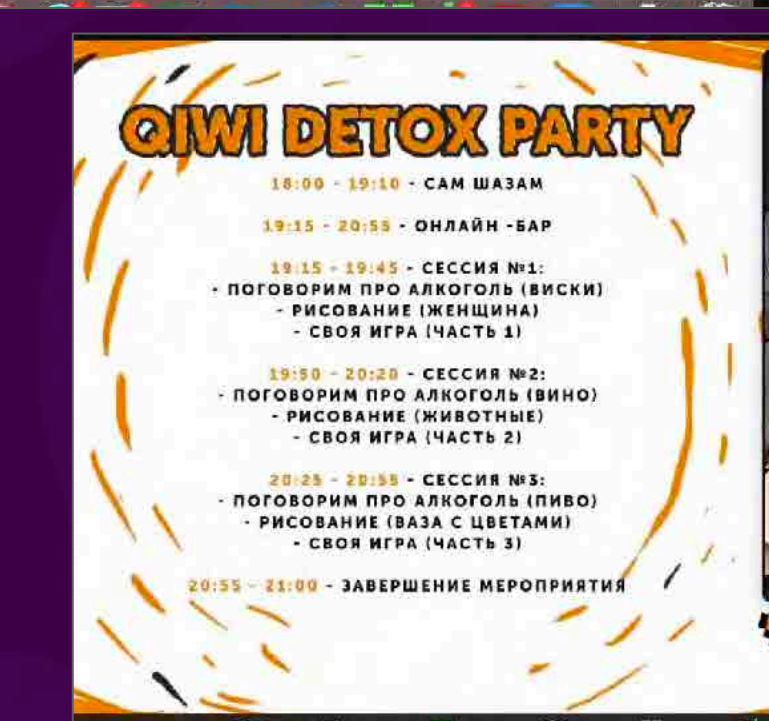 QIWI DETOX PARTY
18:00 - 19:10 - САМ ШАЗАМ
19:15 - 20:55 - ОНЛАЙН -БАР
19:15 - 19:45 - СЕССИЯ №1:
- ПОГОВОРИМ ПРО АЛКОГОЛЬ (ВИСКИ)
- РИСОВАНИЕ (ЖЕНЩИНА)
- СВОЯ ИГРА (ЧАСТЬ 1)
19:50 - 20:20 - СЕССИЯ №2:
- ПОГОВОРИМ ПРО АЛКОГОЛЬ (ВИНО)
- РИСОВАНИЕ (ЖИВОТНЫЕ)
- СВОЯ ИГРА (ЧАСТЬ 2)
20:25 - 20:55 - СЕССИЯ №3:
- ПОГОВОРИМ ПРО АЛКОГОЛЬ (ПИВО)
- РИСОВАНИЕ (ВАЗА С ЦВЕТАМИ)
- СВОЯ ИГРА (ЧАСТЬ 3)
20:55 - 21:00 - ЗАВЕРШЕНИЕ МЕРОПРИЯТИЯ